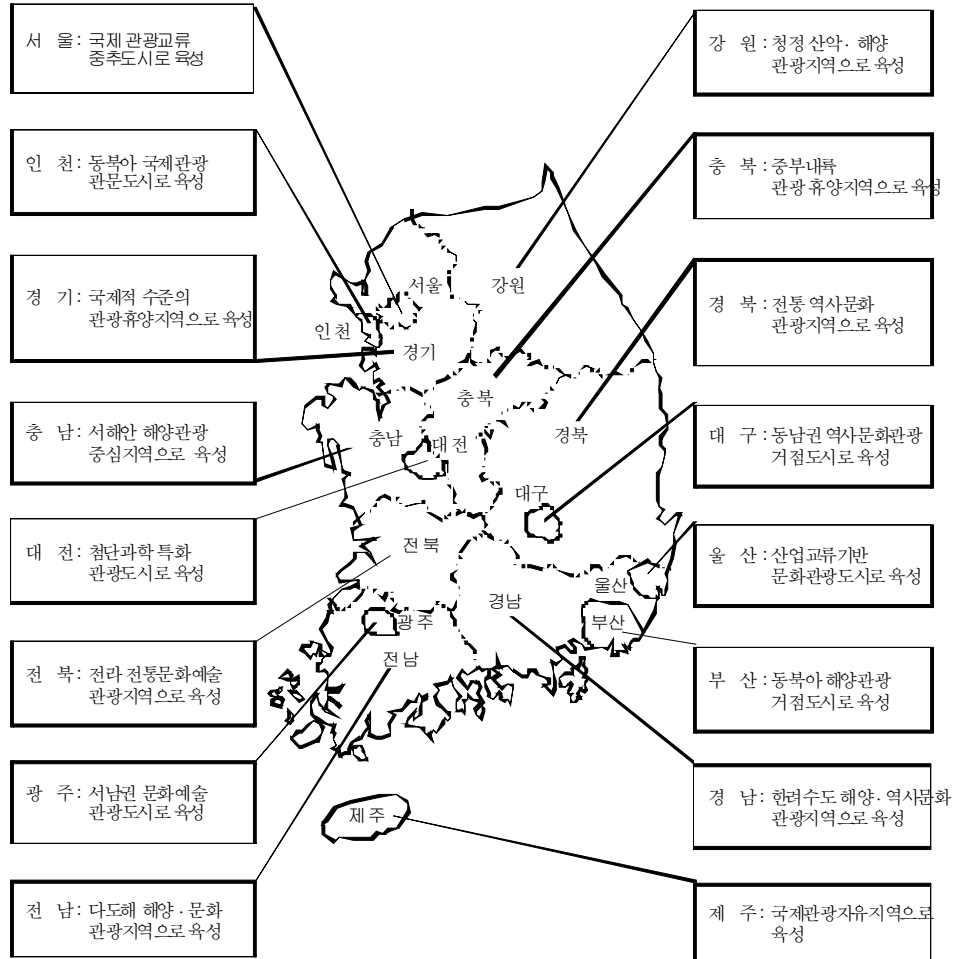 서 울 : 국제 관광교류
중추도시로 육성
인 천 : 동북아 국제관광
관문도시로 육성
경 기 : 국제적 수준의
관광휴양지역으로 육성
충 남 : 서해안 해양관광
중심지역으로 육성
대 전 : 첨단과학 특화
관광도시로 육성
전 북 : 전라 전통문화예술
관광지역으로 육성
광 주 : 서남권 문화예술
관광도시로 육성
전 남 : 다도해 해양 · 문화
관광지역으로 육성
서울
강원
인천
경기
충북
충남
대전
경북
대구
전북
울산
경남
부산
광주
전남
제주
강 원 : 청정 산악 · 해양
관광지역으로 육성
충 북 : 중부내륙
관광 휴양지역으로 육성
경 북 : 전통 역사문화
관광지역으로 육성
대 구 : 동남권 역사문화관광
거점도시로 육성
울 산 : 산업교류기반
문화관광도시로 육성
부 산 : 동북아 해양관광
거점도시로 육성
경 남 : 한려수도 해양 · 역사문화
관광지역으로 육성
제 주 : 국제관광자유지역으로
육성